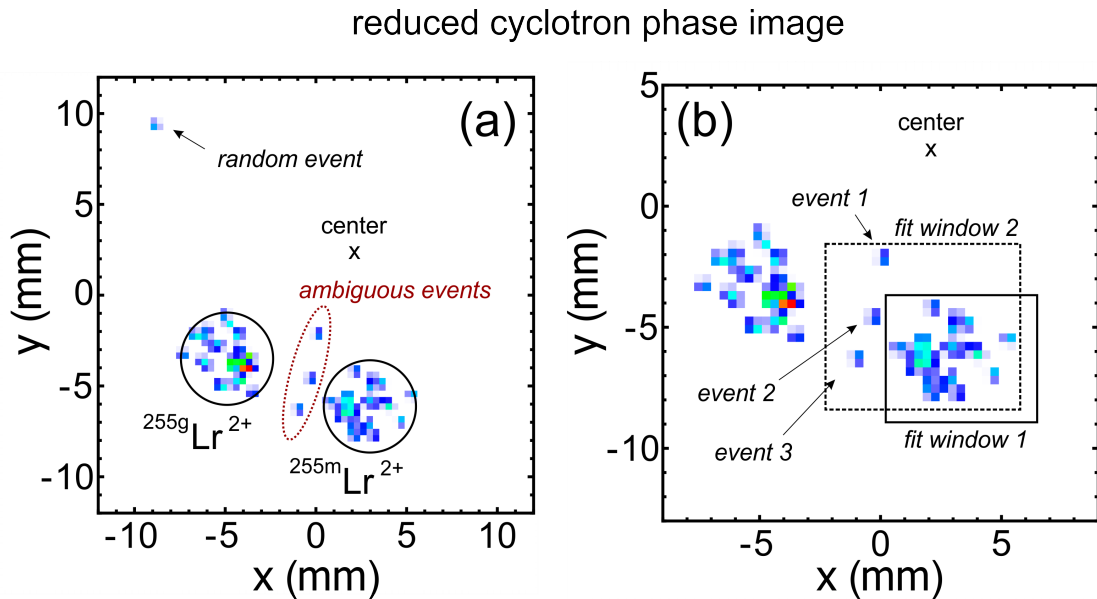 reduced cyclotron phase image
(a)
10
5
0
-5
-10
y (mm)
-10
-5
0
5
10
x (mm)
random event
center
x
ambiguous events
255gLr2+
255mLr2+
(b)
5
0
-5
-10
y (mm)
-5
0
5
x (mm)
center
x
event 1
fit window 2
event 2
event 3
fit window 1